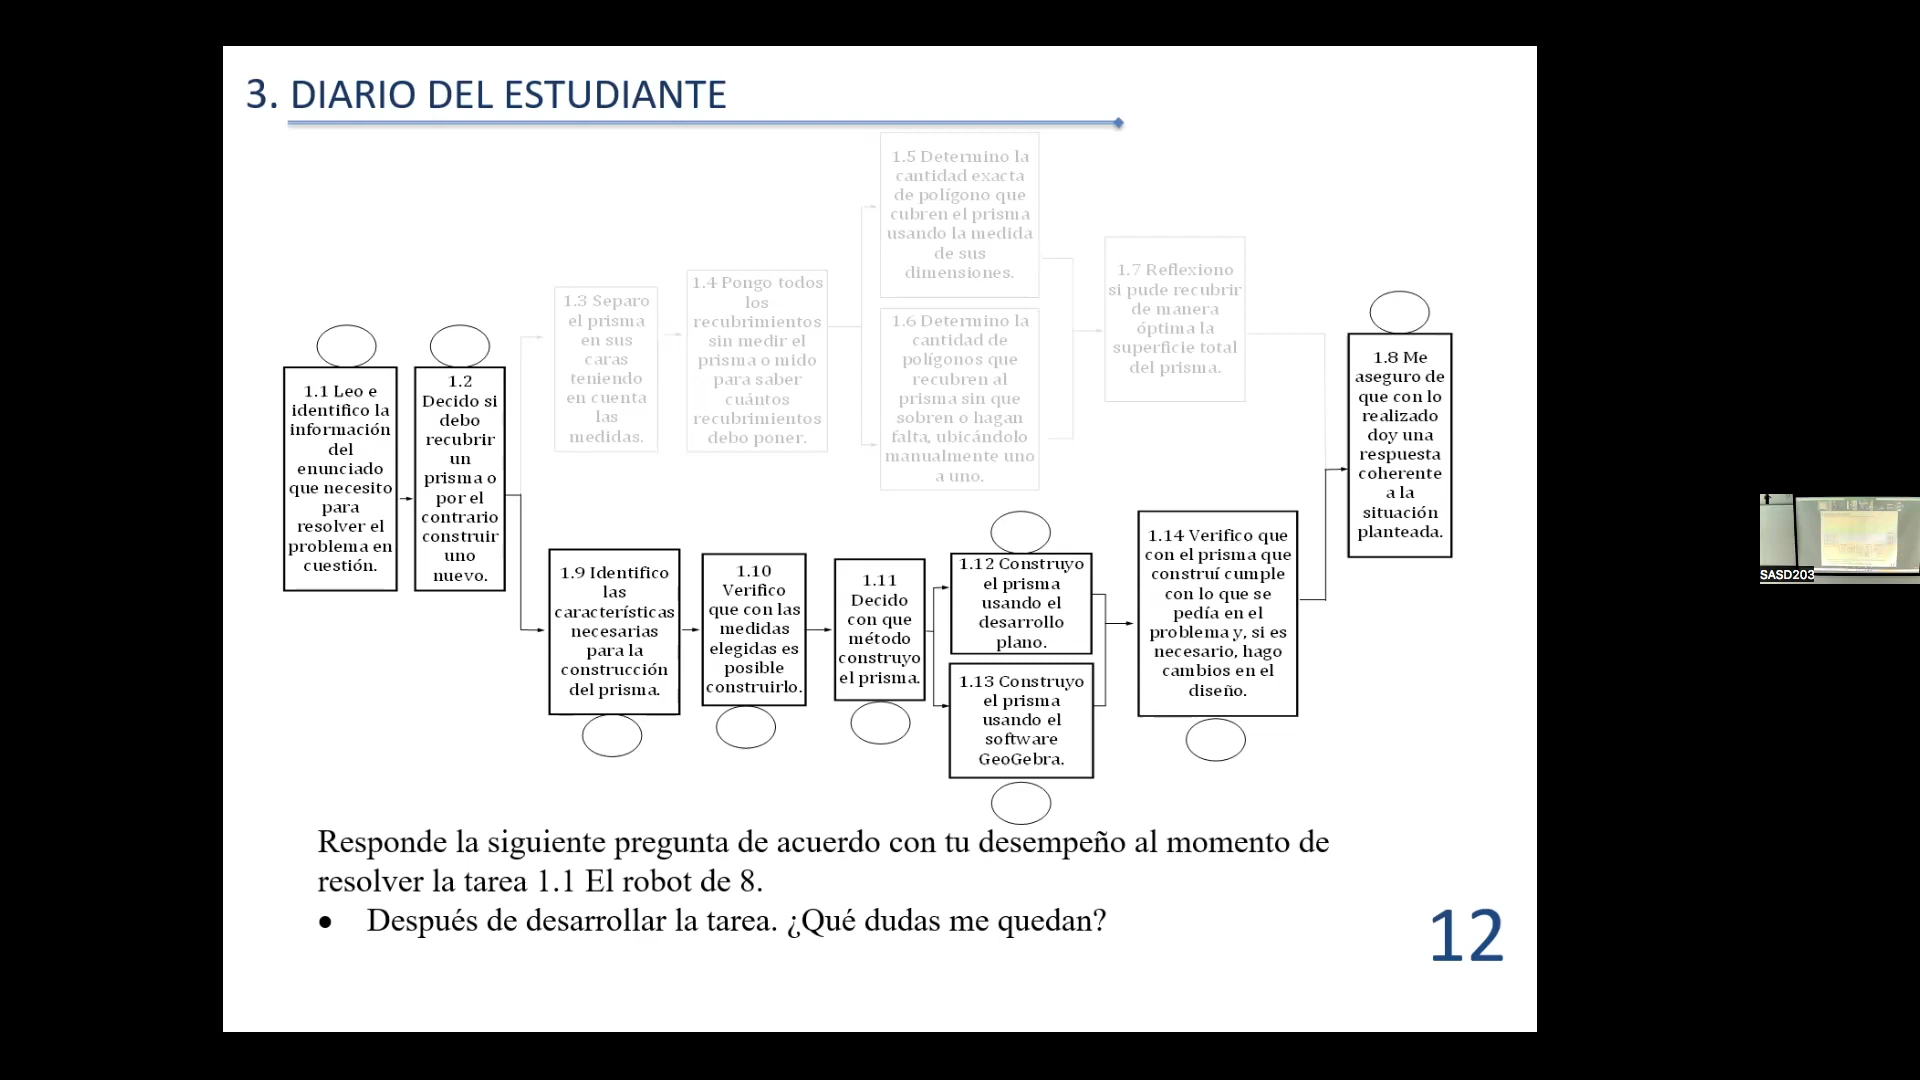 3. DIARIO DEL ESTUDIANTE
1.1 Leo e
identifico la
información
del
enunciado
que necesito
para
resolver el
problema en
cuestión.
1.2
Decido si
debo
recubrir
un
prisma o
por el
contrario
construir
uno
nuevo.
1.3 Separo
el prisma
en sus
caras
teniendo
en cuenta
las
medidas.
1.4 Pongo todos
los
recubrimientos
sin medir el
prisma o mido
para saber
cuántos
recubrimientos
debo poner.
1.5 Determino la
cantidad exacta
de polígono que
cubren el prisma
usando la medida
de sus
dimensiones.
1.6 Determino la
cantidad de
polígonos que
recubren al
prisma sin que
sobren o hagan
falta, ubicándolo
manualmente uno
a uno.
1.7 Reflexiono
si pude recubrir
de manera
óptima la
superficie total
del prisma.
1.8 Me
aseguro de
que con lo
realizado
doy una
respuesta
coherente
a la
situación
planteada.
1.9 Identifico
las
características
necesarias
para la
construcción
del prisma.
1.10
Verifico
que con las
medidas
elegidas es
posible
construirlo.
1.11
Decido
con que
método
construyo
el prisma.
1.12 Construyo
el prisma
usando el
desarrollo
plano.
1.13 Construyo
el prisma
usando el
software
GeoGebra.
1.14 Verifico que
con el prisma que
construí cumple
con lo que se
pedía en el
problema y, si es
necesario, hago
cambios en el
diseño.
Responde la siguiente pregunta de acuerdo con tu desempeño al momento de
resolver la tarea 1.1 El robot de 8.
• Después de desarrollar la tarea. ¿Qué dudas me quedan?
12
SASD203